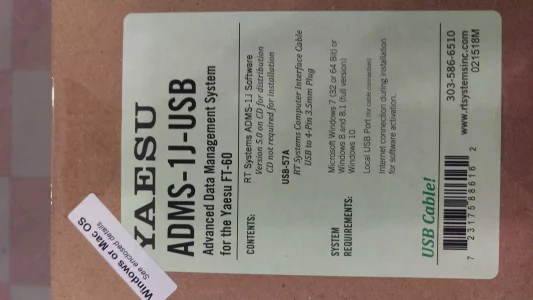 YAESU
ADMS-1J-USB
Advanced Data Management System
for the Yaesu FT-60
CONTENTS:
RT Systems ADMS-1J Software
Version 5.0 on CD for distribution
CD not required for installation
USB-57A
RT Systems Computer Interface Cable
USB to 4-Pin 3.5mm Plug
SYSTEM
REQUIREMENTS:
Microsoft Windows 7 (32 or 64 Bit) or
Windows 8 and 8.1 (full version)
Windows 10
Local USB Port (for cable connection)
Internet connection during installation
for software activation.
USB Cable!
303-586-6510
www.rtsystemsinc.com
021518M
7 23175 88616 2
Windows or Mac OS
See enclosed details